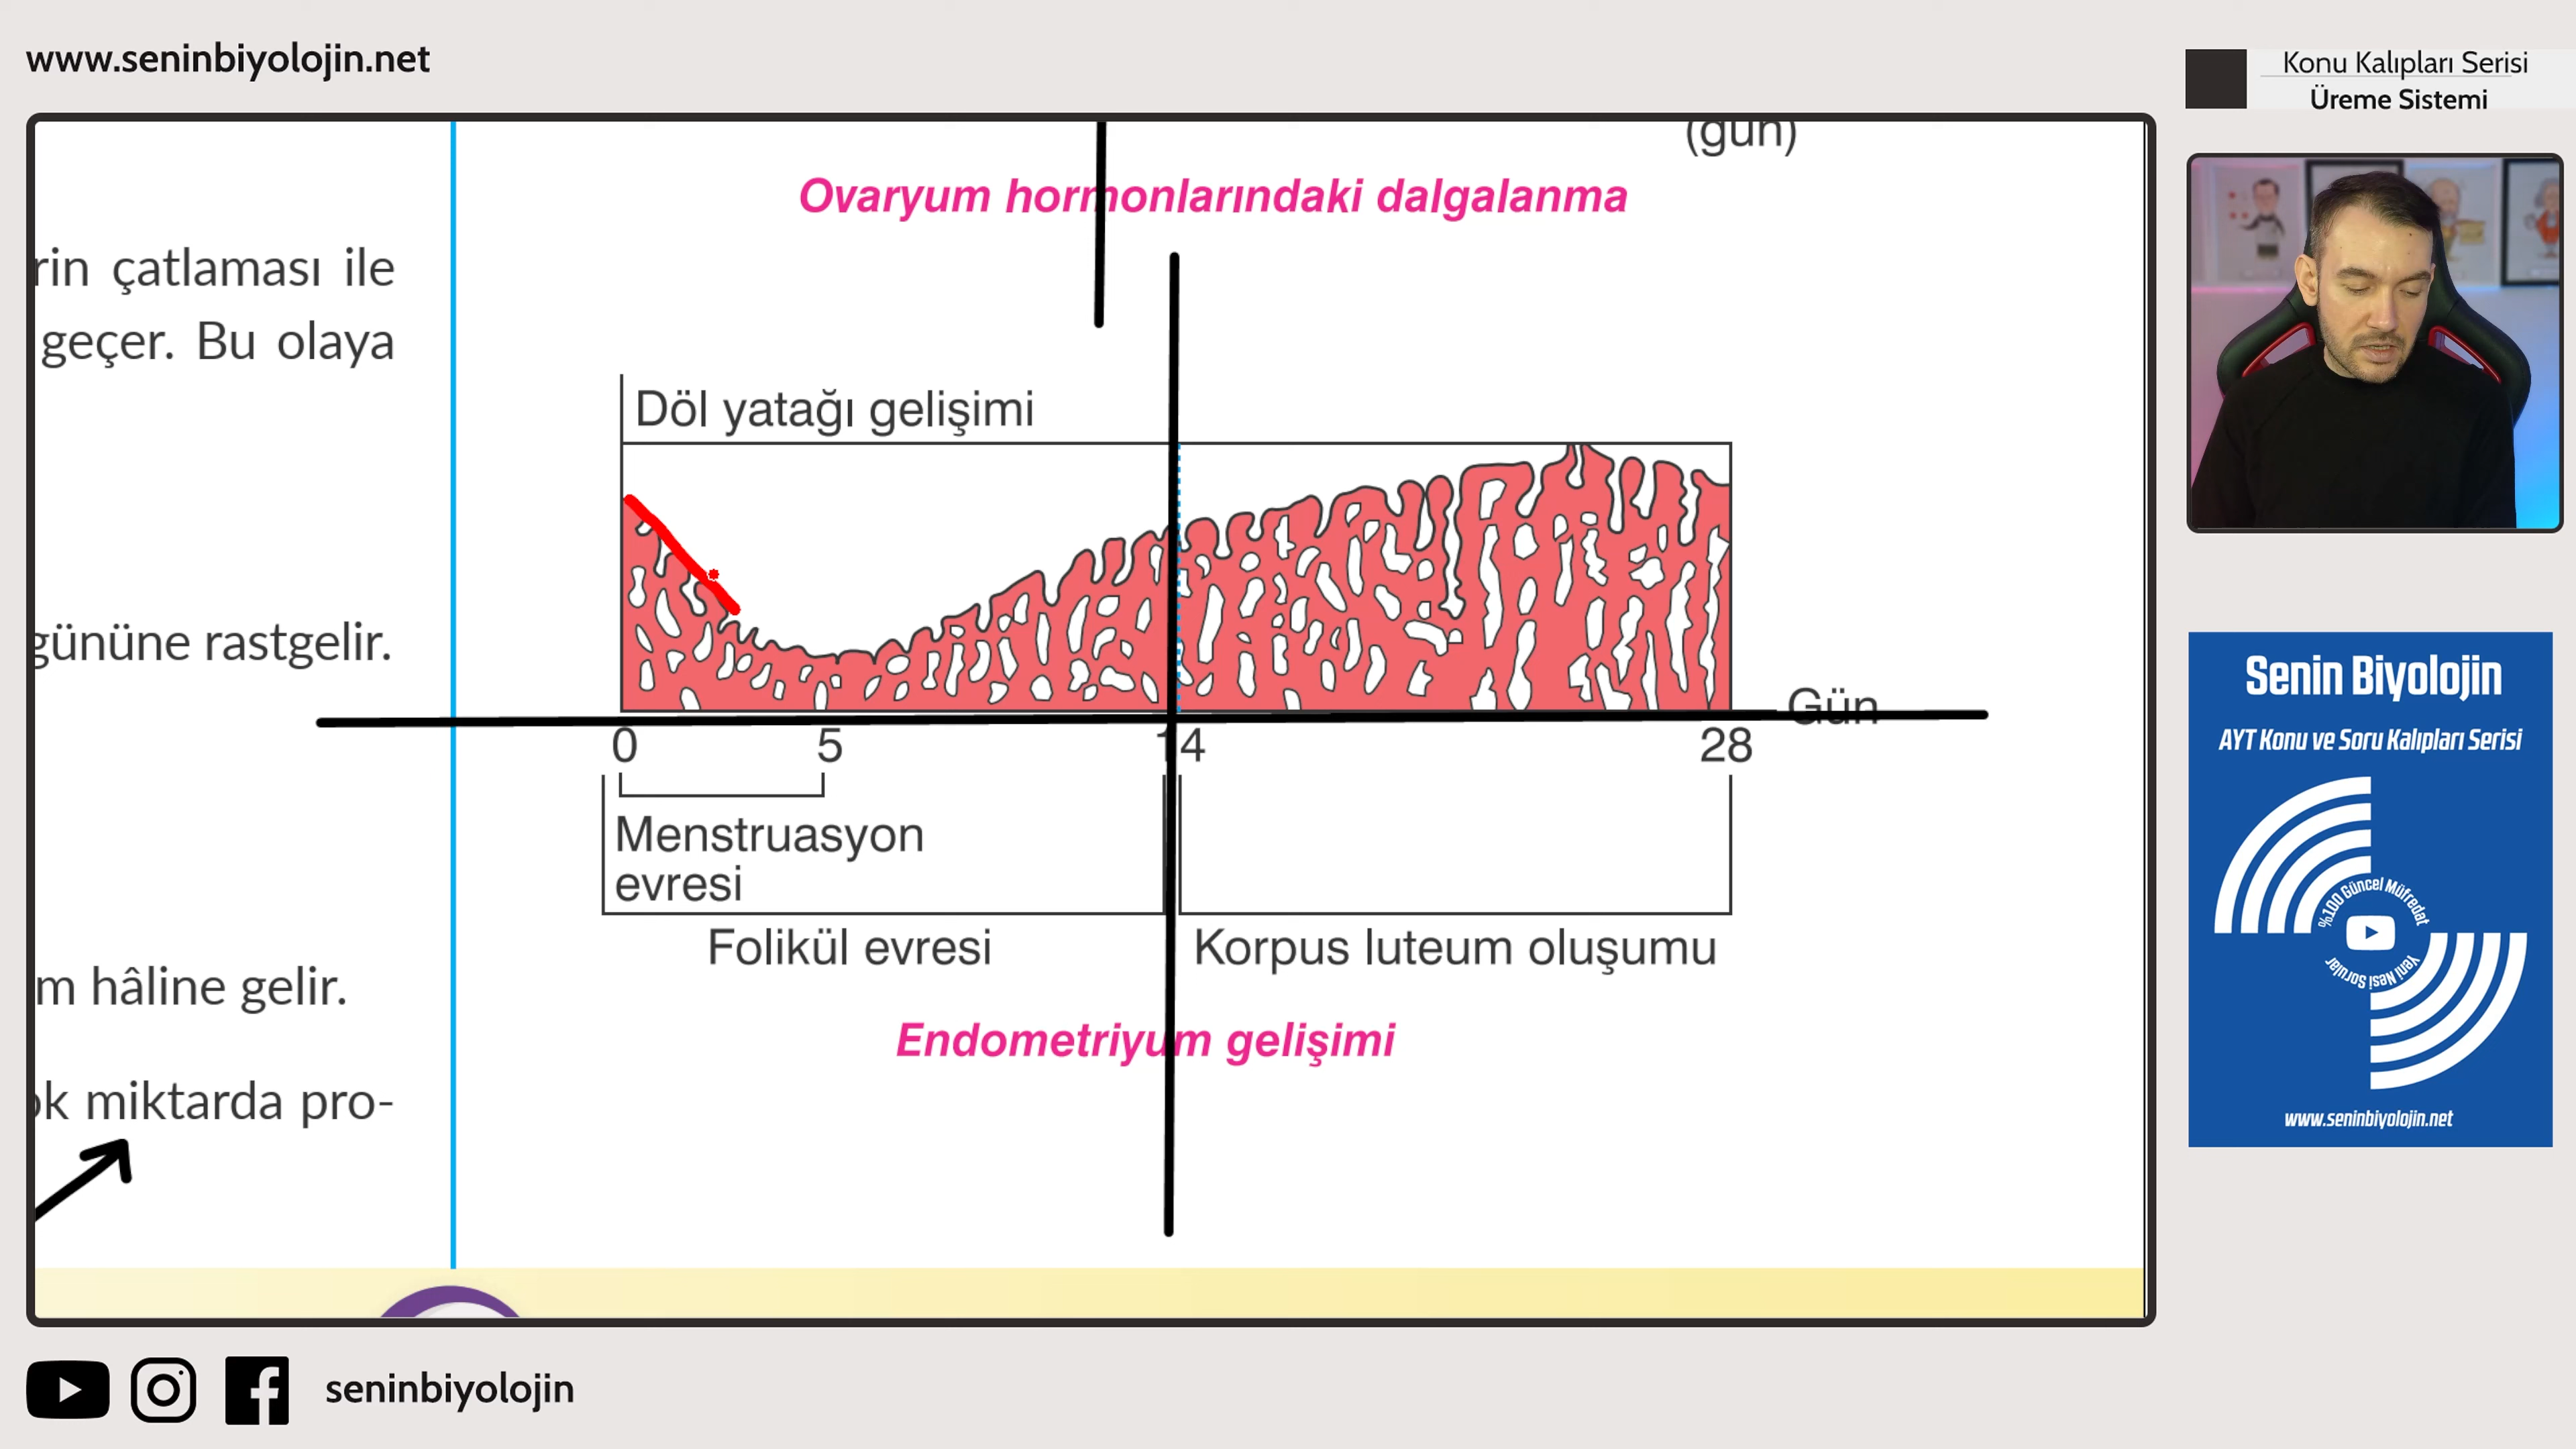 www.seninbiyolojin.net
Konu Kalıpları Serisi
Üreme Sistemi
(gün)
Ovaryum hormonlarındaki dalgalanma
rin çatlaması ile
geçer. Bu olaya
Döl yatağı gelişimi
gününe rastgelir.
Gün
0 5 14 28
Menstruasyon
evresi
Folikül evresi Korpus luteum oluşumu
m hâline gelir.
Endometriyum gelişimi
ok miktarda pro-
Senin Biyolojin
AYT Konu ve Soru Kalıpları Serisi
%100 Güncel Müfredat
Yeni Nesi Sorular
www.seninbiyolojin.net
seninbiyolojin